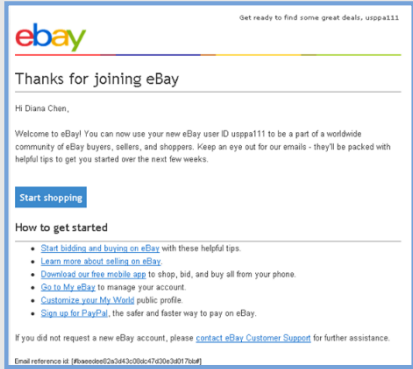 Get ready to find some great deals, usppa111
ebay
Thanks for joining eBay
Hi Diana Chen,
Welcome to eBay! You can now use your new eBay user ID usppa111 to be a part of a worldwide
community of eBay buyers, sellers, and shoppers. Keep an eye out for our emails - they'll be packed with
helpful tips to get you started over the next few weeks.
Start shopping
How to get started
• Start bidding and buying on eBay with these helpful tips.
• Learn more about selling on eBay.
• Download our free mobile app to shop, bid, and buy all from your phone.
• Go to My eBay to manage your account.
• Customize your My World public profile.
• Sign up for PayPal, the safer and faster way to pay on eBay.
If you did not request a new eBay account, please contact eBay Customer Support for further assistance.
Email reference id: